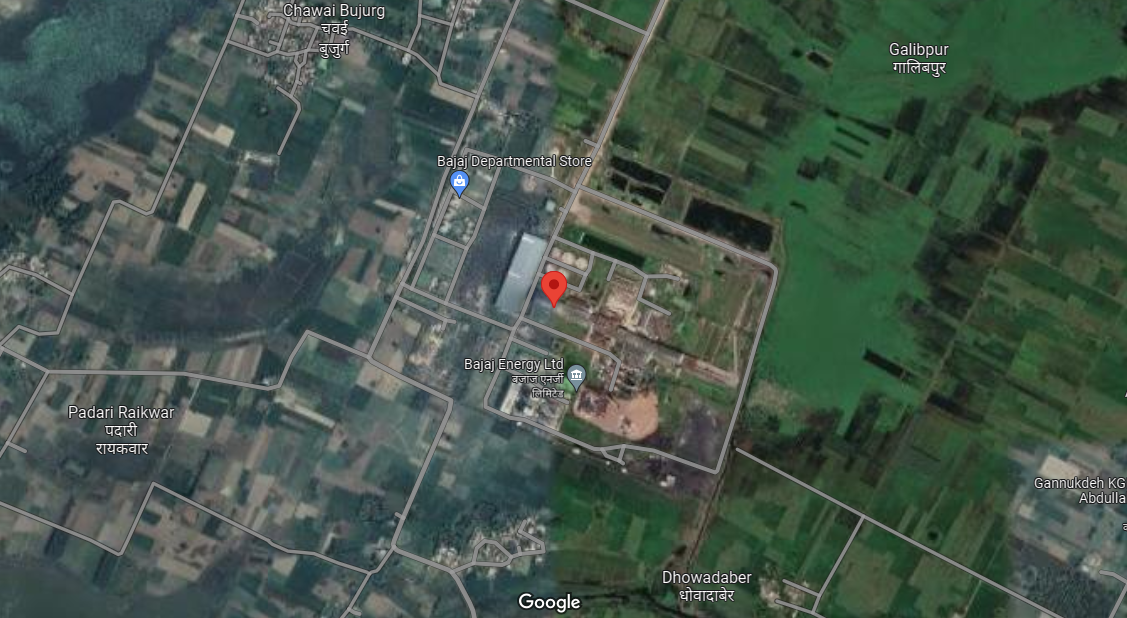 Chawai Bujurg
चवई
बुजुर्ग
Galibpur
गालिबपुर
Bajaj Departmental Store
Bajaj Energy Ltd
बजाज एनर्जी
लिमिटेड
Padari Raikwar
पदारी
रायकवार
Gannukdeh KG
Abdulla
Dhowadaber
धोवादाबेर
Google